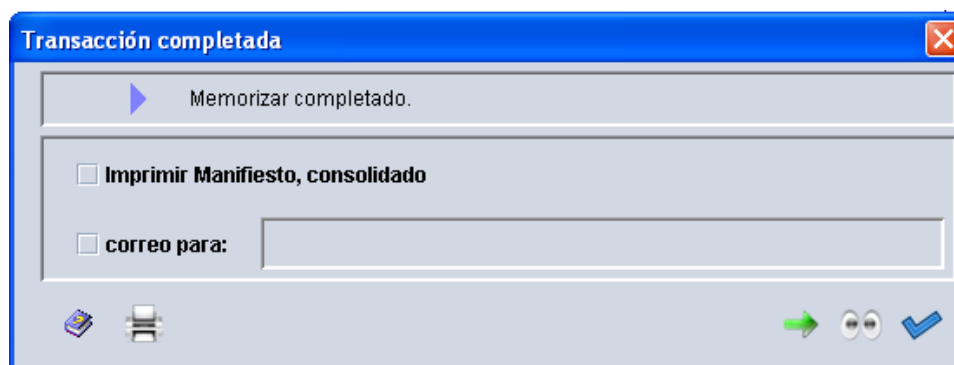 Transacción completada
Memorizar completado.
Imprimir Manifiesto, consolidado
correo para: